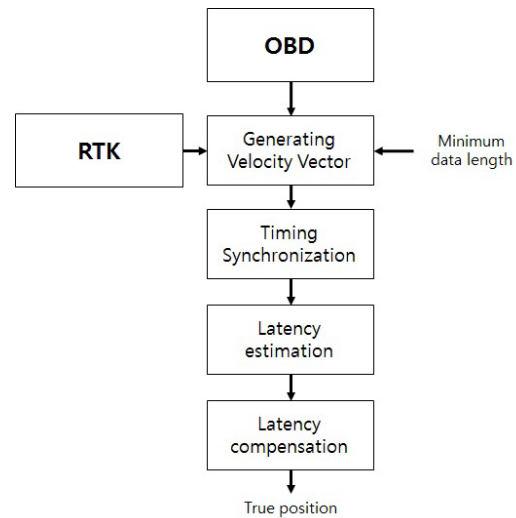 OBD
RTK
Generating
Velocity Vector
Minimum
data length
Timing
Synchronization
Latency
estimation
Latency
compensation
True position